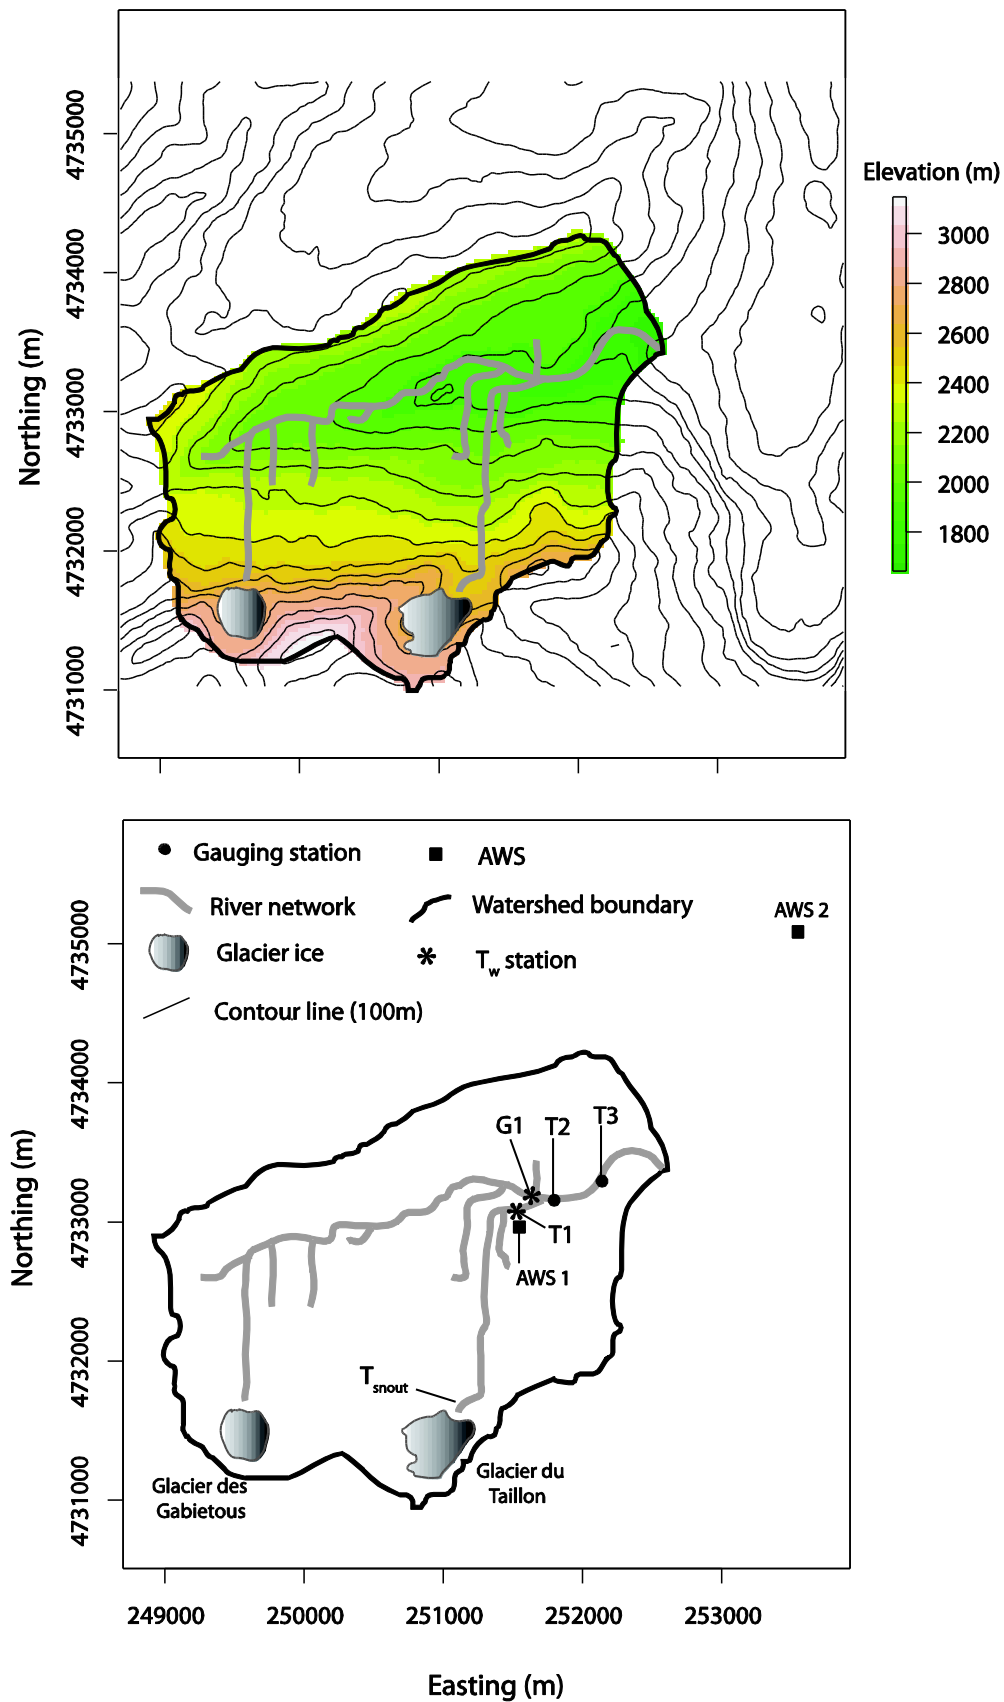 Elevation (m)
3000
2800
2600
2400
2200
2000
1800
Northing (m)
4735000
4734000
4733000
4732000
4731000
Gauging station
AWS
River network
Watershed boundary
Glacier ice
Tw station
Contour line (100m)
AWS 2
Northing (m)
4735000
4734000
4733000
4732000
4731000
G1
T2
T3
T1
AWS 1
Tsnout
Glacier des
Gabietous
Glacier du
Taillon
249000
250000
251000
252000
253000
Easting (m)